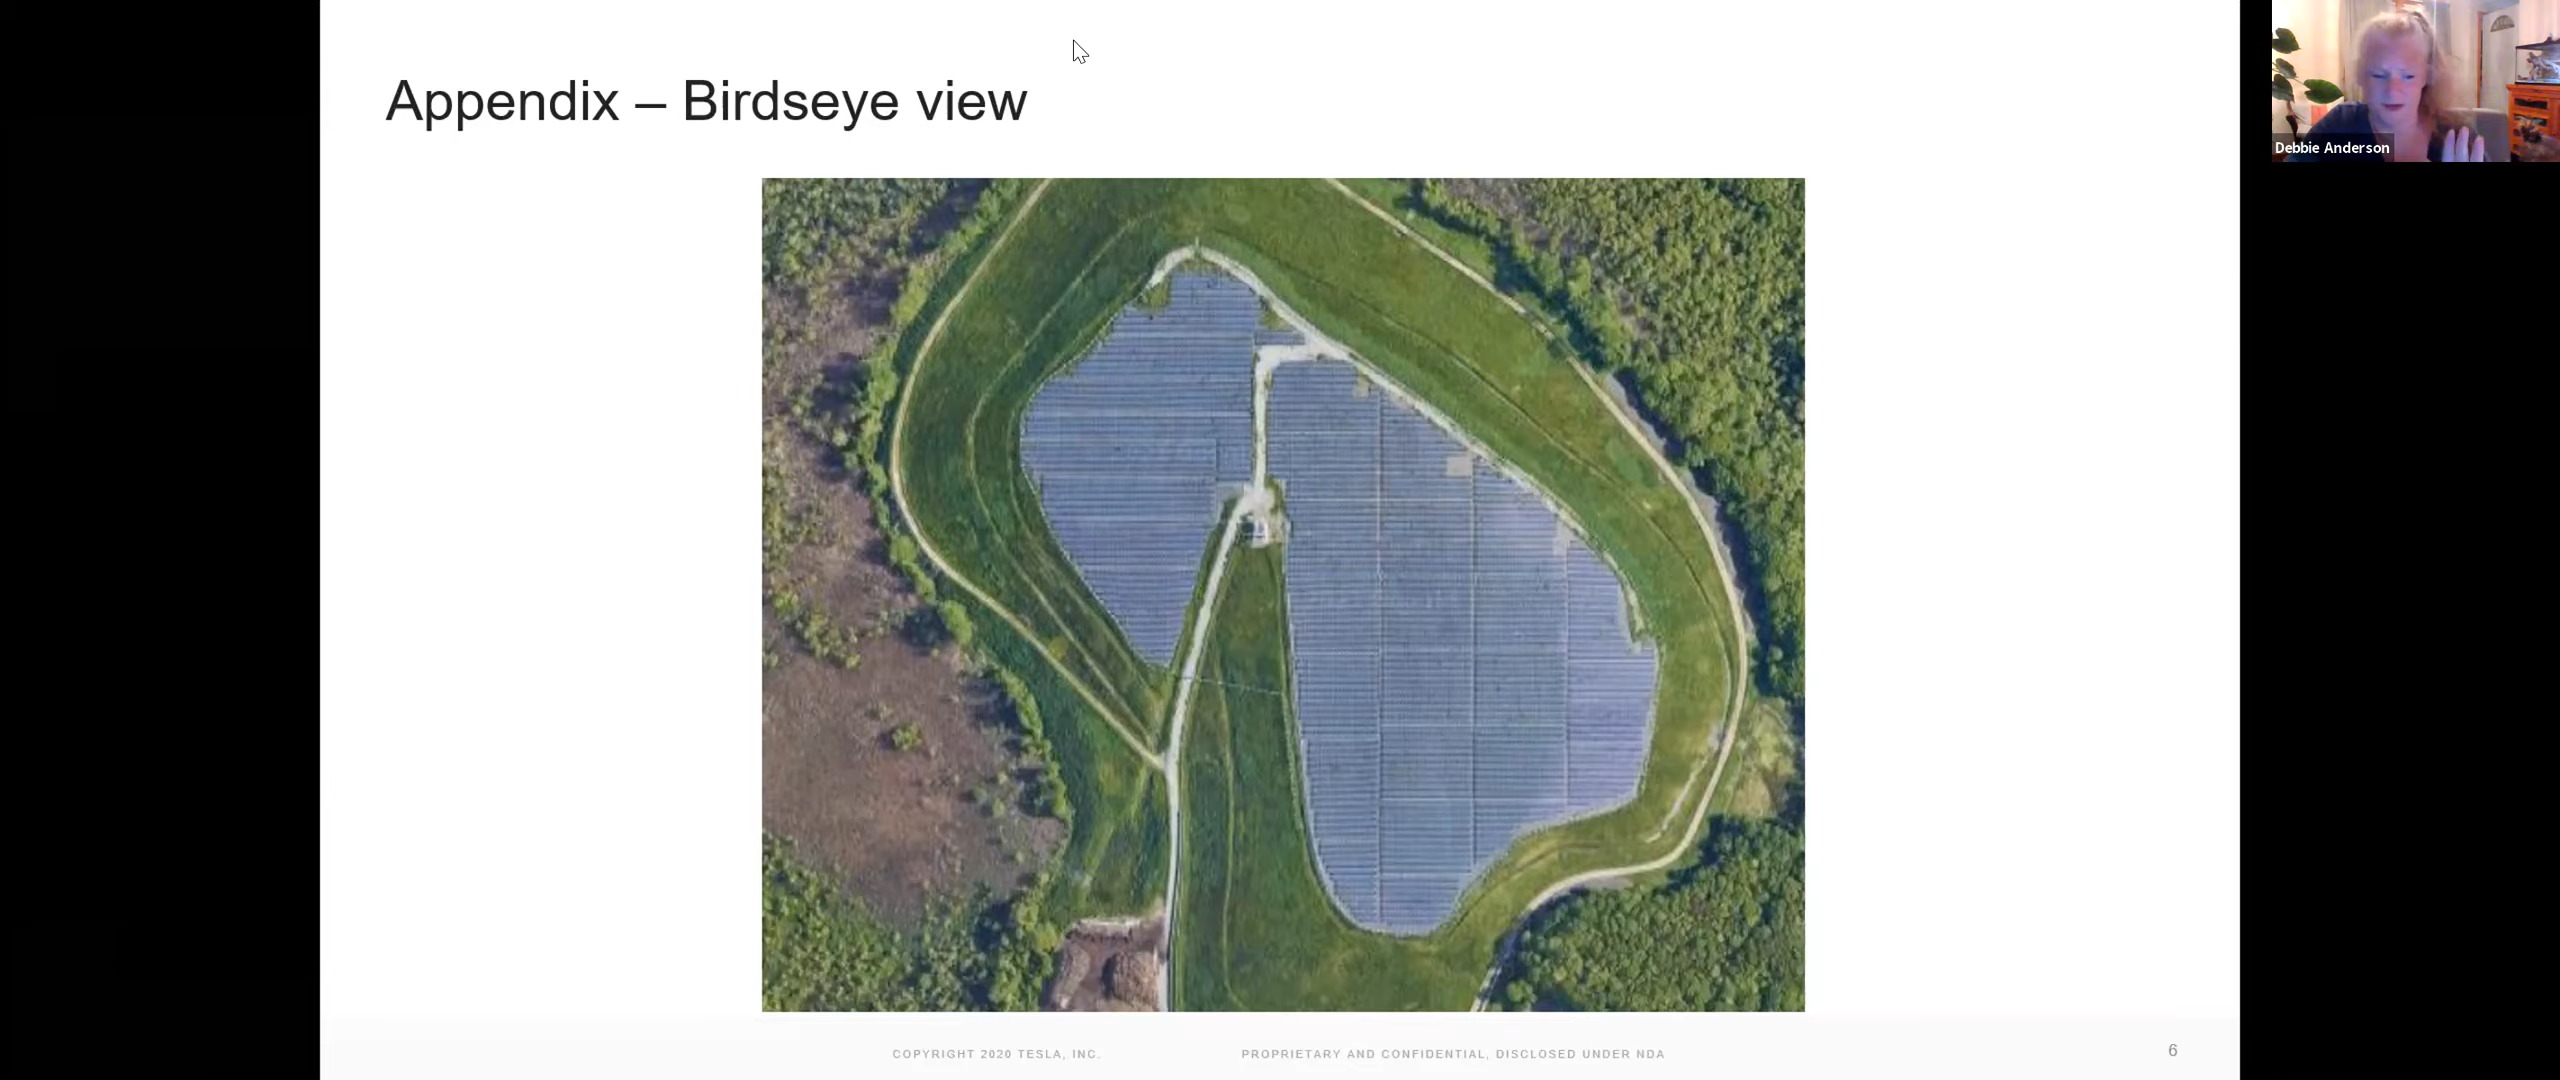 Appendix – Birdseye view
Debbie Anderson
COPYRIGHT 2020 TESLA, INC.
PROPRIETARY AND CONFIDENTIAL, DISCLOSED UNDER NDA
6